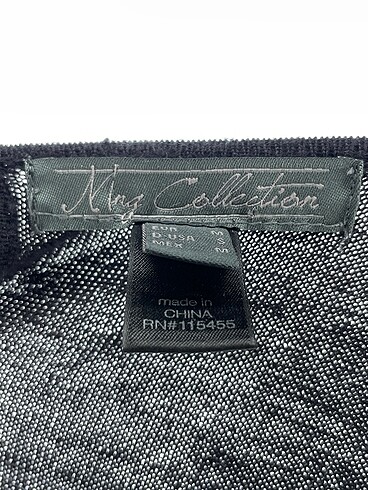 Mng Collection
EUR M
D-USA S
MEX M
made in
CHINA
RN#115455